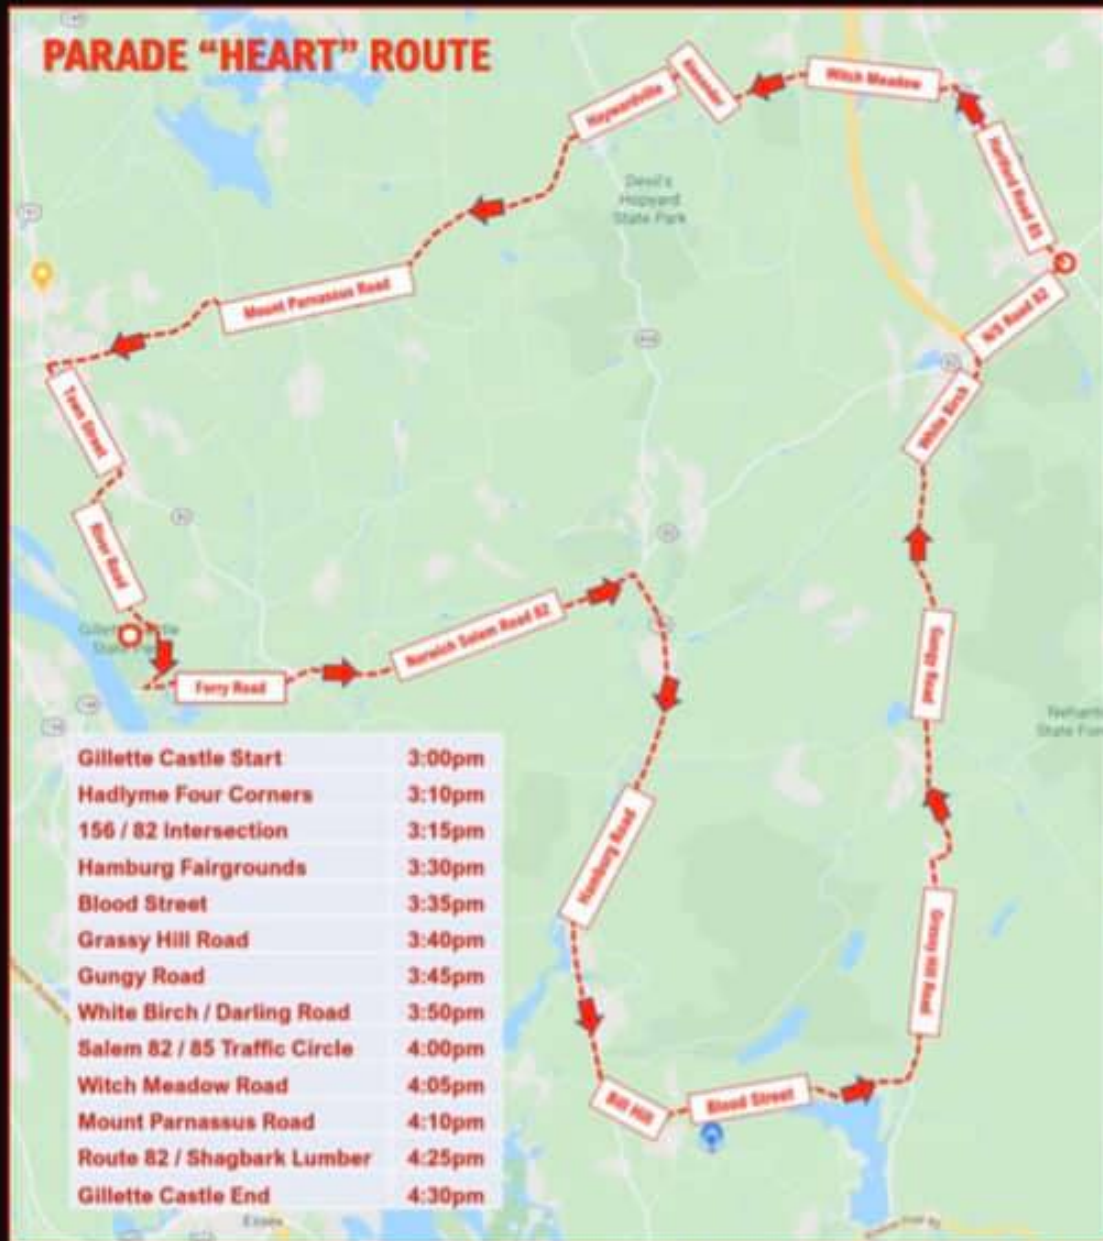 PARADE “HEART” ROUTE
Witch Meadow
Alexander
Haywardville
Hartford Road 85
Devil's
Hopyard
State Park
Mount Parnassus Road
N/S Road 82
White Birch
Town Street
River Road
Norwich Salem Road 82
Ferry Road
Gungy Road
Hamburg Road
Grassy Hill Road
Bill Hill
Blood Street
Gillette Castle Start 3:00pm
Hadlyme Four Corners 3:10pm
156 / 82 Intersection 3:15pm
Hamburg Fairgrounds 3:30pm
Blood Street 3:35pm
Grassy Hill Road 3:40pm
Gungy Road 3:45pm
White Birch / Darling Road 3:50pm
Salem 82 / 85 Traffic Circle 4:00pm
Witch Meadow Road 4:05pm
Mount Parnassus Road 4:10pm
Route 82 / Shagbark Lumber 4:25pm
Gillette Castle End 4:30pm
Essex